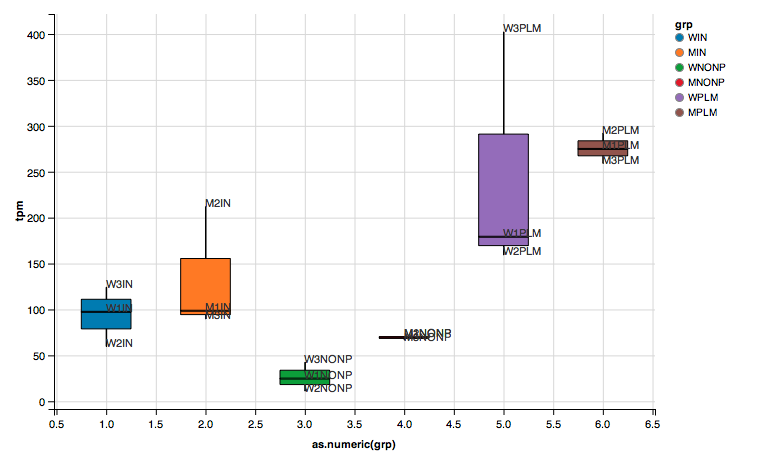 grp
WIN
MIN
WNONP
MNONP
WPLM
MPLM
tpm
400
350
300
250
200
150
100
50
0
W3PLM
M2PLM
M1PLM
M3PLM
W1PLM
W2PLM
M2IN
W3IN
W1IN
M1IN
M3IN
W2IN
M2NONP
M3NONP
W3NONP
W1NONP
W2NONP
0.5 1.0 1.5 2.0 2.5 3.0 3.5 4.0 4.5 5.0 5.5 6.0 6.5
as.numeric(grp)